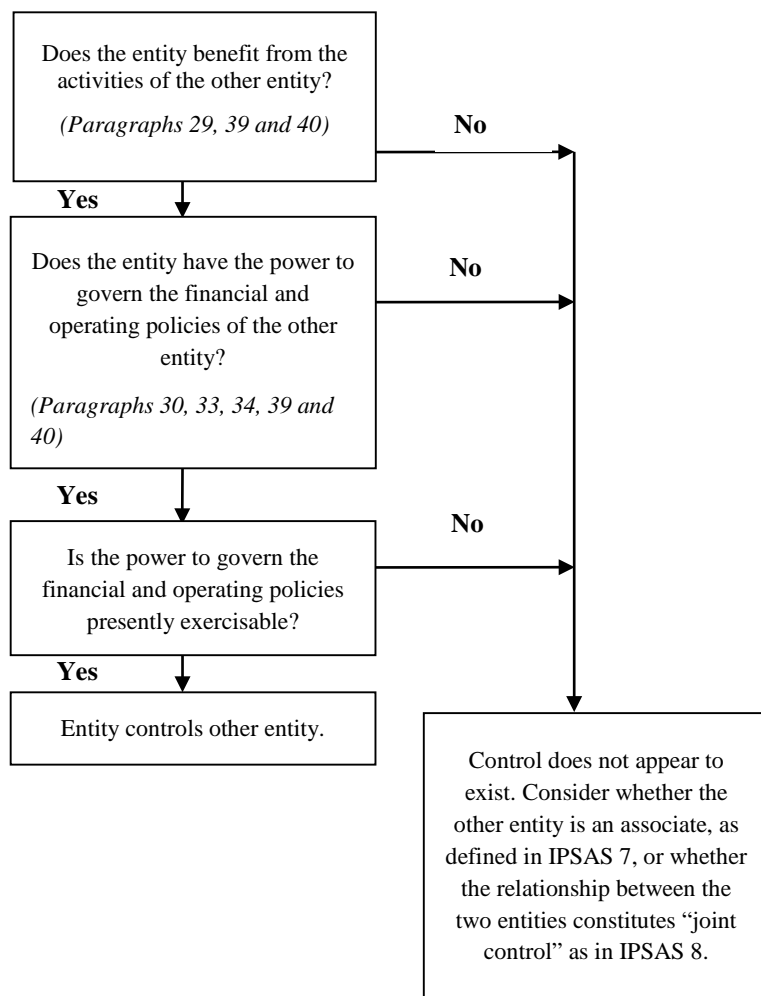 Does the entity benefit from the
activities of the other entity?
(Paragraphs 29, 39 and 40)
No
Yes
Does the entity have the power to
govern the financial and
operating policies of the other
entity?
(Paragraphs 30, 33, 34, 39 and
40)
No
Yes
Is the power to govern the
financial and operating policies
presently exercisable?
No
Yes
Entity controls other entity.
Control does not appear to
exist. Consider whether the
other entity is an associate, as
defined in IPSAS 7, or whether
the relationship between the
two entities constitutes “joint
control” as in IPSAS 8.